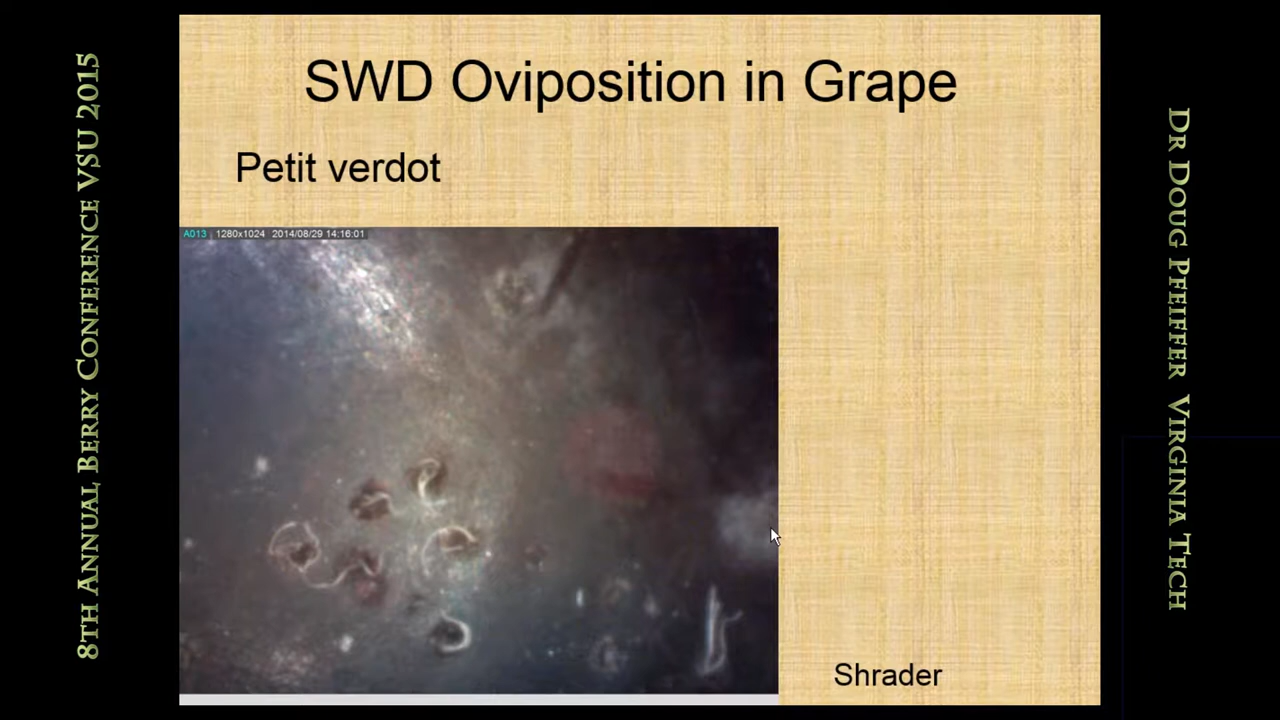 8TH ANNUAL BERRY CONFERENCE VSU 2015
SWD Oviposition in Grape
Petit verdot
A013 1280x1024 2014/08/29 14:16:01
Shrader
DR DOUG PFEIFFER VIRGINIA TECH